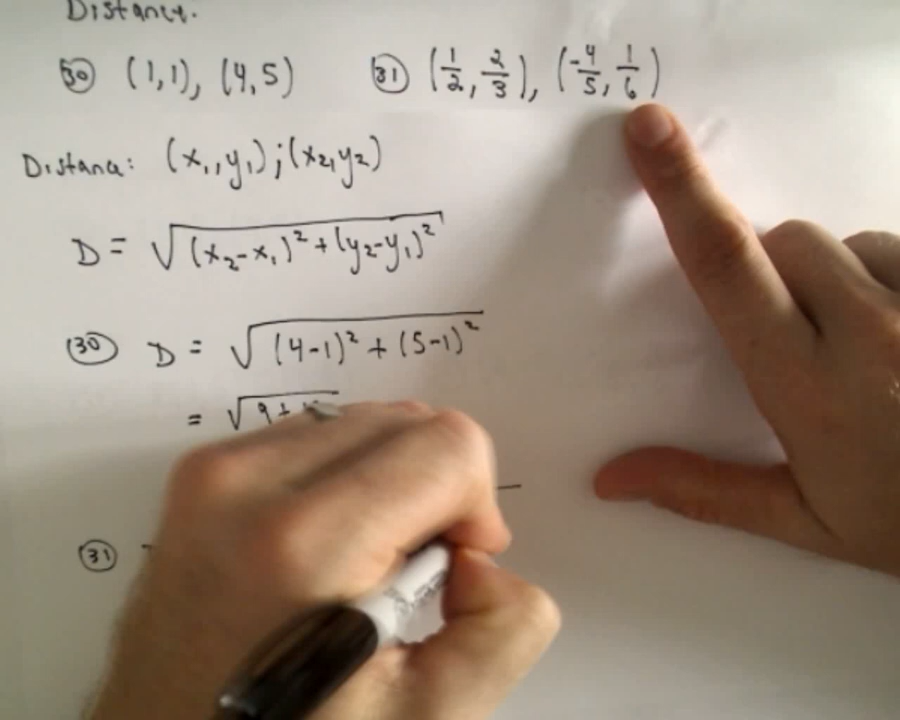 Distance.
(30) (1,1), (4,5) (31) (1/2, 2/3), (-4/5, 1/6)
Distance: (x₁,y₁);(x₂,y₂)
D = √((x₂-x₁)²+(y₂-y₁)²)
(30) D = √((4-1)²+(5-1)²)
= √(9+
(31)